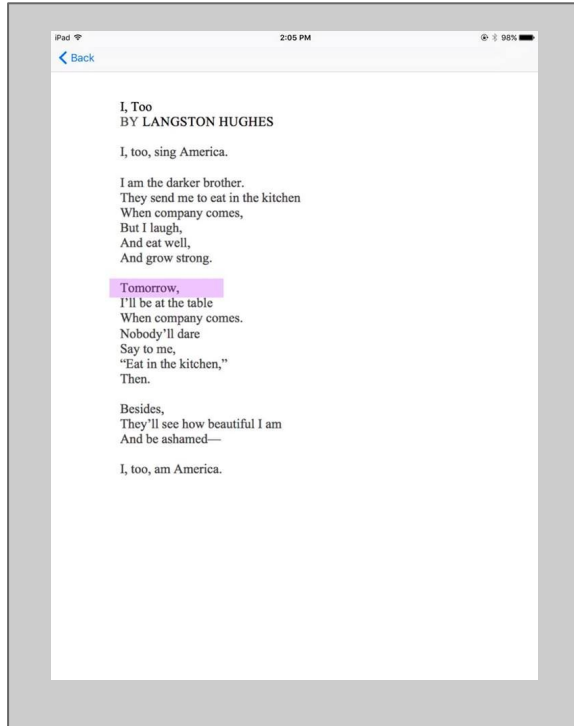 iPad 2:05 PM 98%
Back
I, Too
BY LANGSTON HUGHES
I, too, sing America.
I am the darker brother.
They send me to eat in the kitchen
When company comes,
But I laugh,
And eat well,
And grow strong.
Tomorrow,
I’ll be at the table
When company comes.
Nobody’ll dare
Say to me,
“Eat in the kitchen,”
Then.
Besides,
They’ll see how beautiful I am
And be ashamed—
I, too, am America.